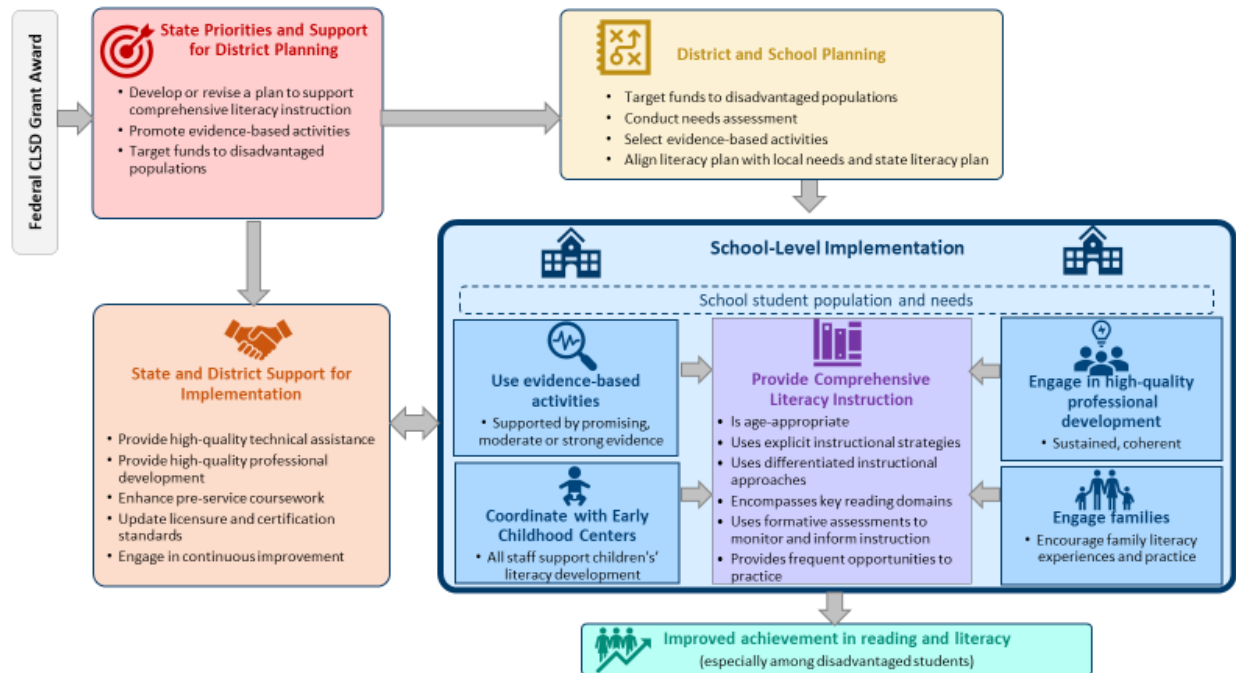 Federal CLSD Grant Award
State Priorities and Support
for District Planning
• Develop or revise a plan to support
comprehensive literacy instruction
• Promote evidence-based activities
• Target funds to disadvantaged
populations
District and School Planning
• Target funds to disadvantaged populations
• Conduct needs assessment
• Select evidence-based activities
• Align literacy plan with local needs and state literacy plan
State and District Support for
Implementation
• Provide high-quality technical assistance
• Provide high-quality professional
development
• Enhance pre-service coursework
• Update licensure and certification
standards
• Engage in continuous improvement
School-Level Implementation
School student population and needs
Use evidence-based
activities
• Supported by promising,
moderate or strong evidence
Coordinate with Early
Childhood Centers
• All staff support children's’
literacy development
Provide Comprehensive
Literacy Instruction
• Is age-appropriate
• Uses explicit instructional strategies
• Uses differentiated instructional
approaches
• Encompasses key reading domains
• Uses formative assessments to
monitor and inform instruction
• Provides frequent opportunities to
practice
Engage in high-quality
professional
development
• Sustained, coherent
Engage families
• Encourage family literacy
experiences and practice
Improved achievement in reading and literacy
(especially among disadvantaged students)